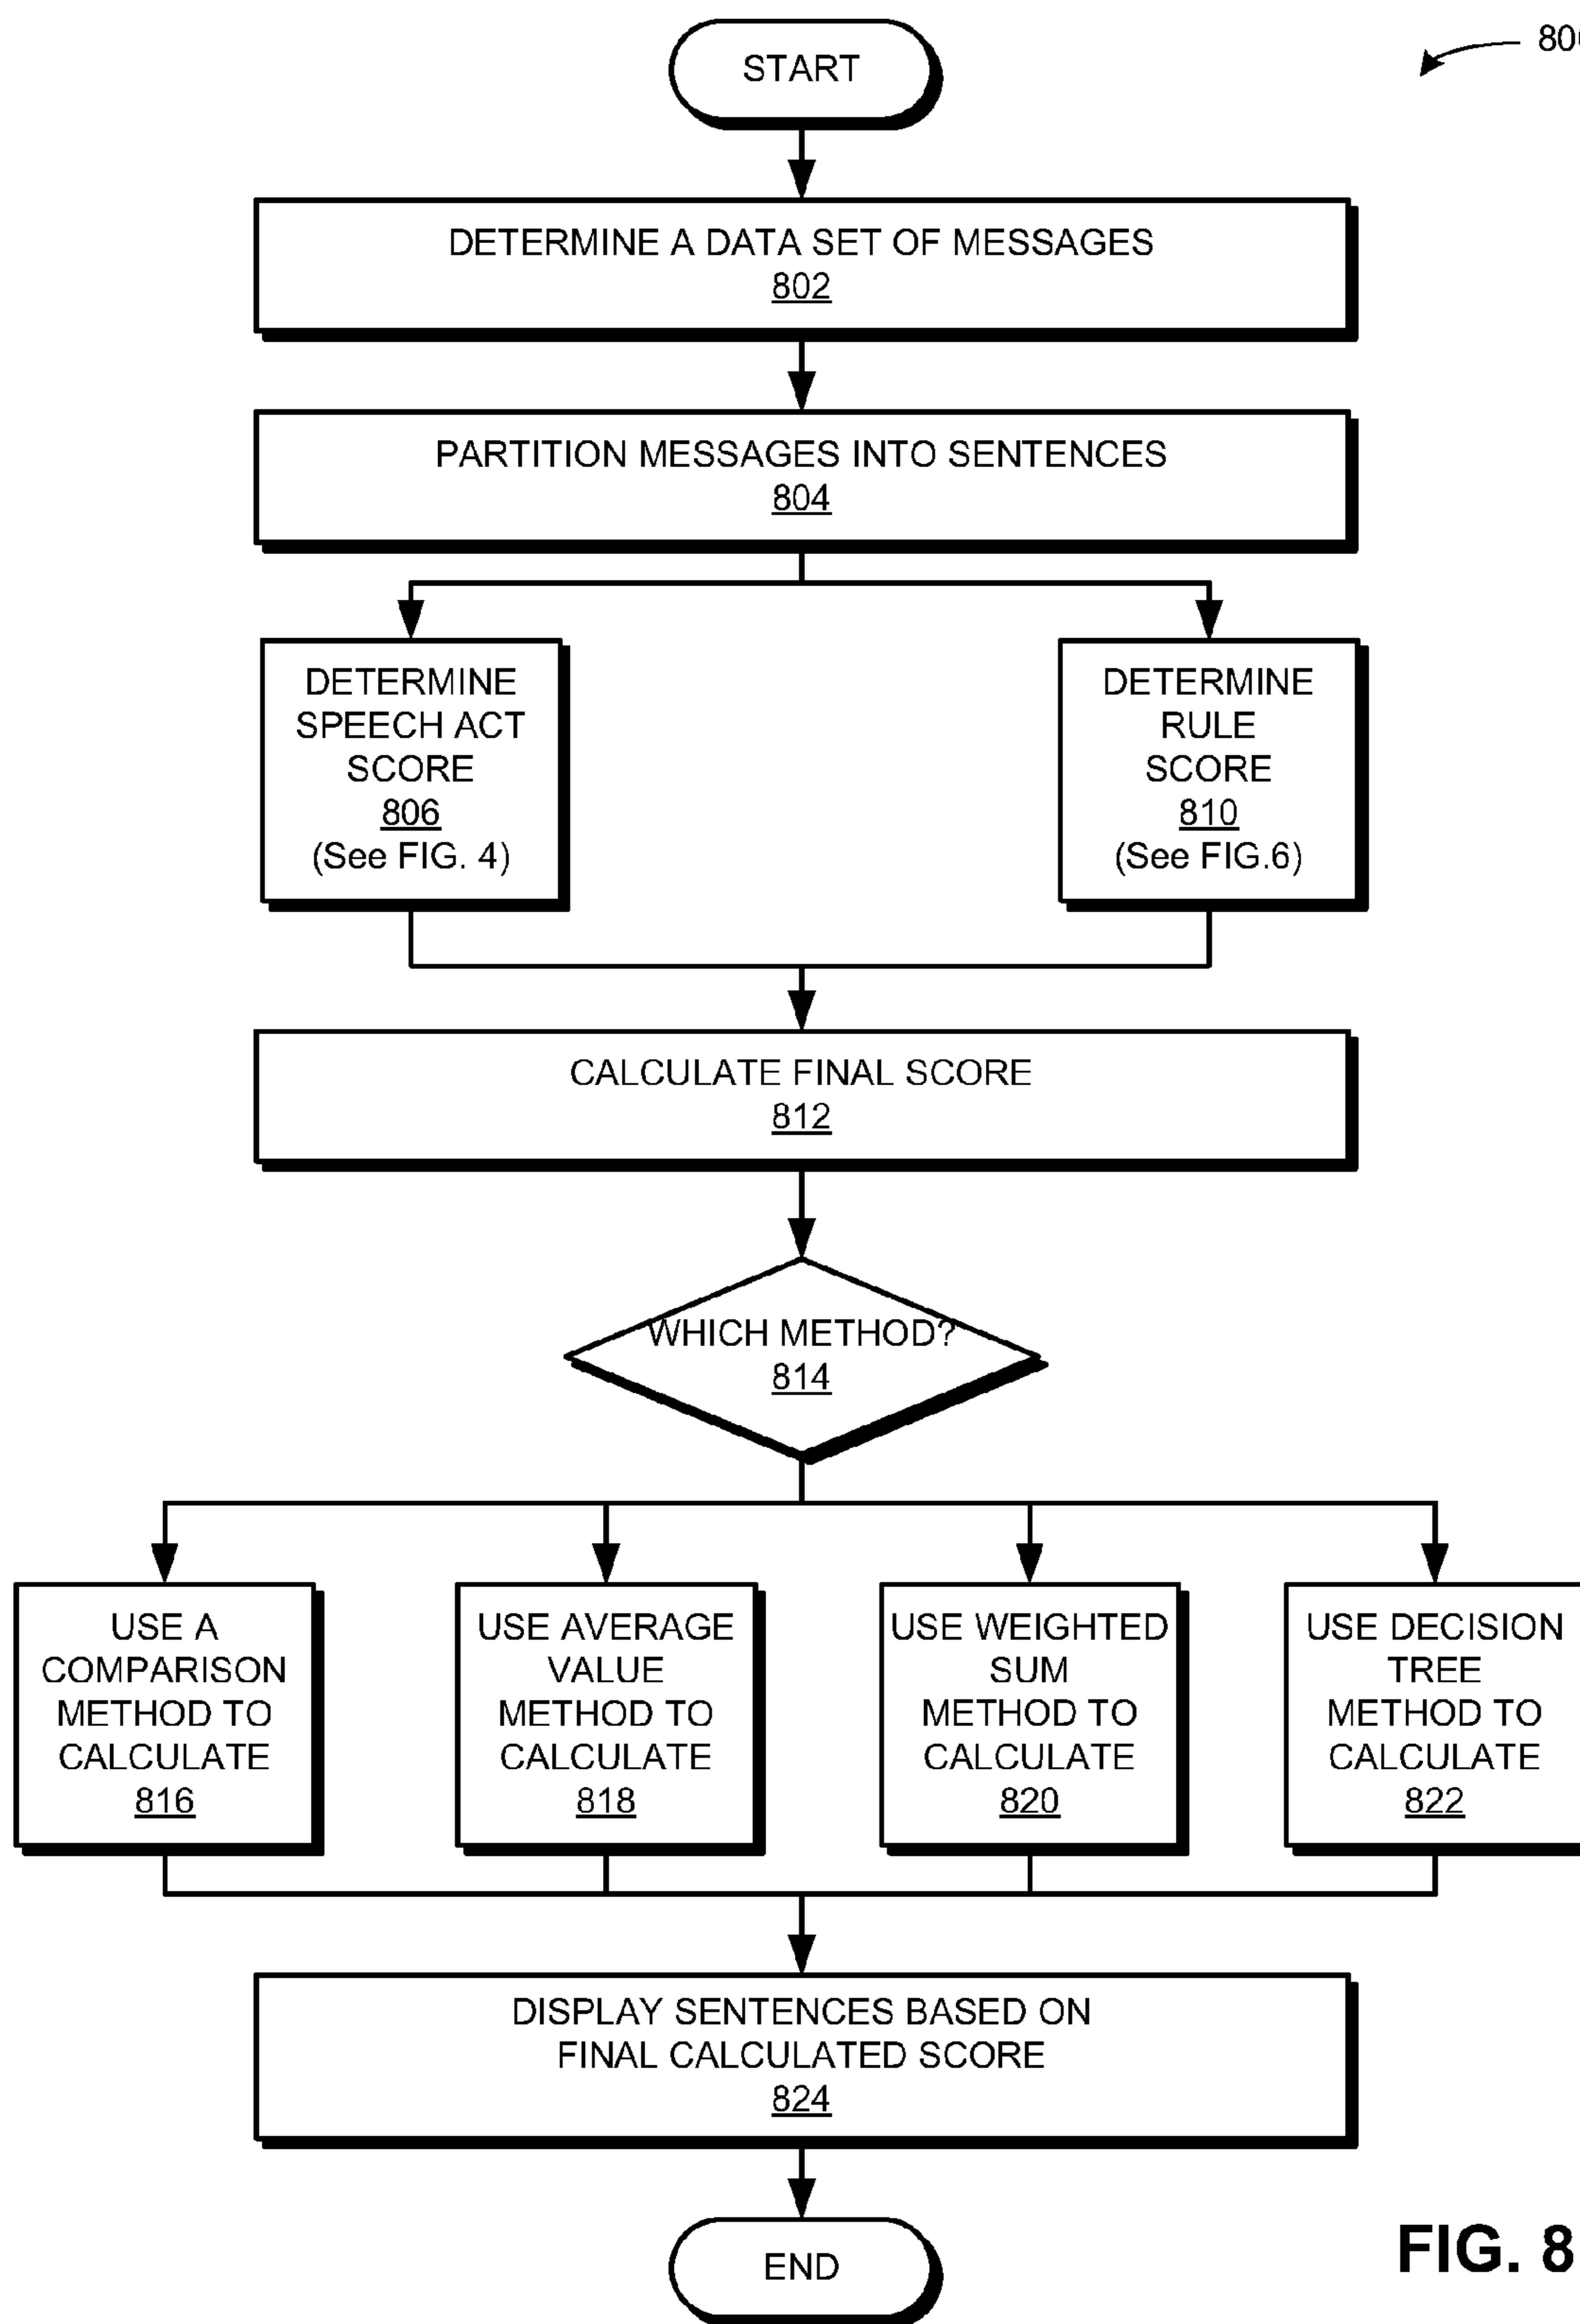 800
START
DETERMINE A DATA SET OF MESSAGES
802
PARTITION MESSAGES INTO SENTENCES
804
DETERMINE
SPEECH ACT
SCORE
806
(See FIG. 4)
DETERMINE
RULE
SCORE
810
(See FIG.6)
CALCULATE FINAL SCORE
812
WHICH METHOD?
814
USE A
COMPARISON
METHOD TO
CALCULATE
816
USE AVERAGE
VALUE
METHOD TO
CALCULATE
818
USE WEIGHTED
SUM
METHOD TO
CALCULATE
820
USE DECISION
TREE
METHOD TO
CALCULATE
822
DISPLAY SENTENCES BASED ON
FINAL CALCULATED SCORE
824
END
FIG. 8